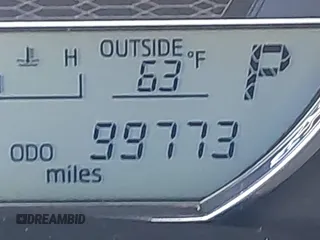 H OUTSIDE
63 °F P
ODO 99773
miles
DREAMBID